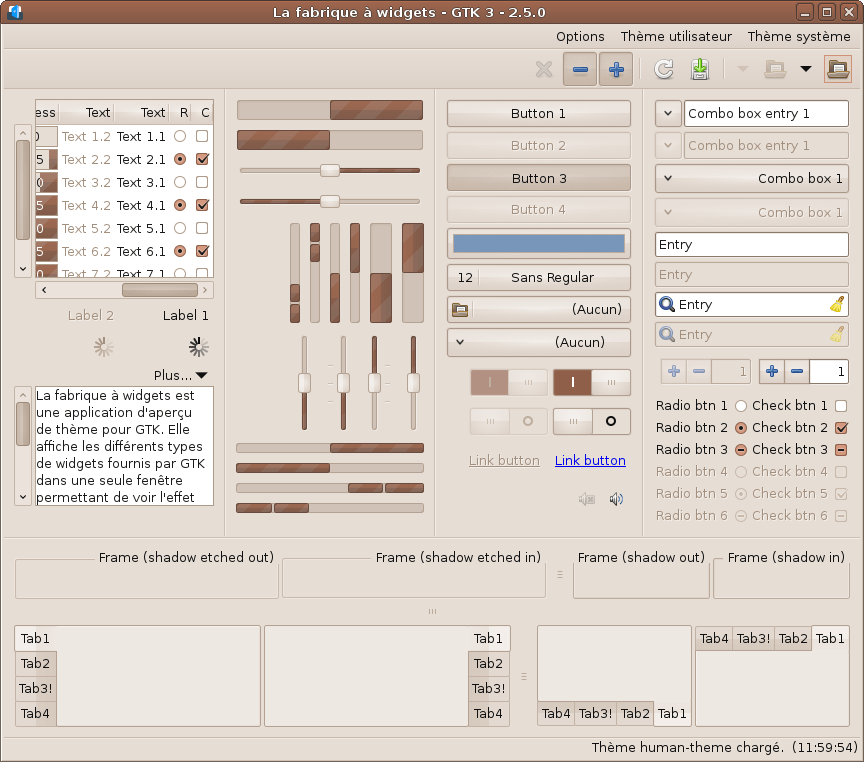 La fabrique à widgets - GTK 3 - 2.5.0
Options Thème utilisateur Thème système
ess Text Text R C
0 Text 1.2 Text 1.1
5 Text 2.2 Text 2.1
0 Text 3.2 Text 3.1
5 Text 4.2 Text 4.1
0 Text 5.2 Text 5.1
5 Text 6.2 Text 6.1
0 Text 7.2 Text 7.1
Label 2 Label 1
Plus...
La fabrique à widgets est
une application d'aperçu
de thème pour GTK. Elle
affiche les différents types
de widgets fournis par GTK
dans une seule fenêtre
permettant de voir l'effet
Button 1
Button 2
Button 3
Button 4
12 Sans Regular
(Aucun)
(Aucun)
Link button Link button
Combo box entry 1
Combo box entry 1
Combo box 1
Combo box 1
Entry
Entry
Entry
Entry
1 1
Radio btn 1 Check btn 1
Radio btn 2 Check btn 2
Radio btn 3 Check btn 3
Radio btn 4 Check btn 4
Radio btn 5 Check btn 5
Radio btn 6 Check btn 6
Frame (shadow etched out) Frame (shadow etched in) Frame (shadow out) Frame (shadow in)
Tab1
Tab2
Tab3!
Tab4
Tab1
Tab2
Tab3!
Tab4
Tab4 Tab3! Tab2 Tab1
Tab4 Tab3! Tab2 Tab1
Thème human-theme chargé. (11:59:54)